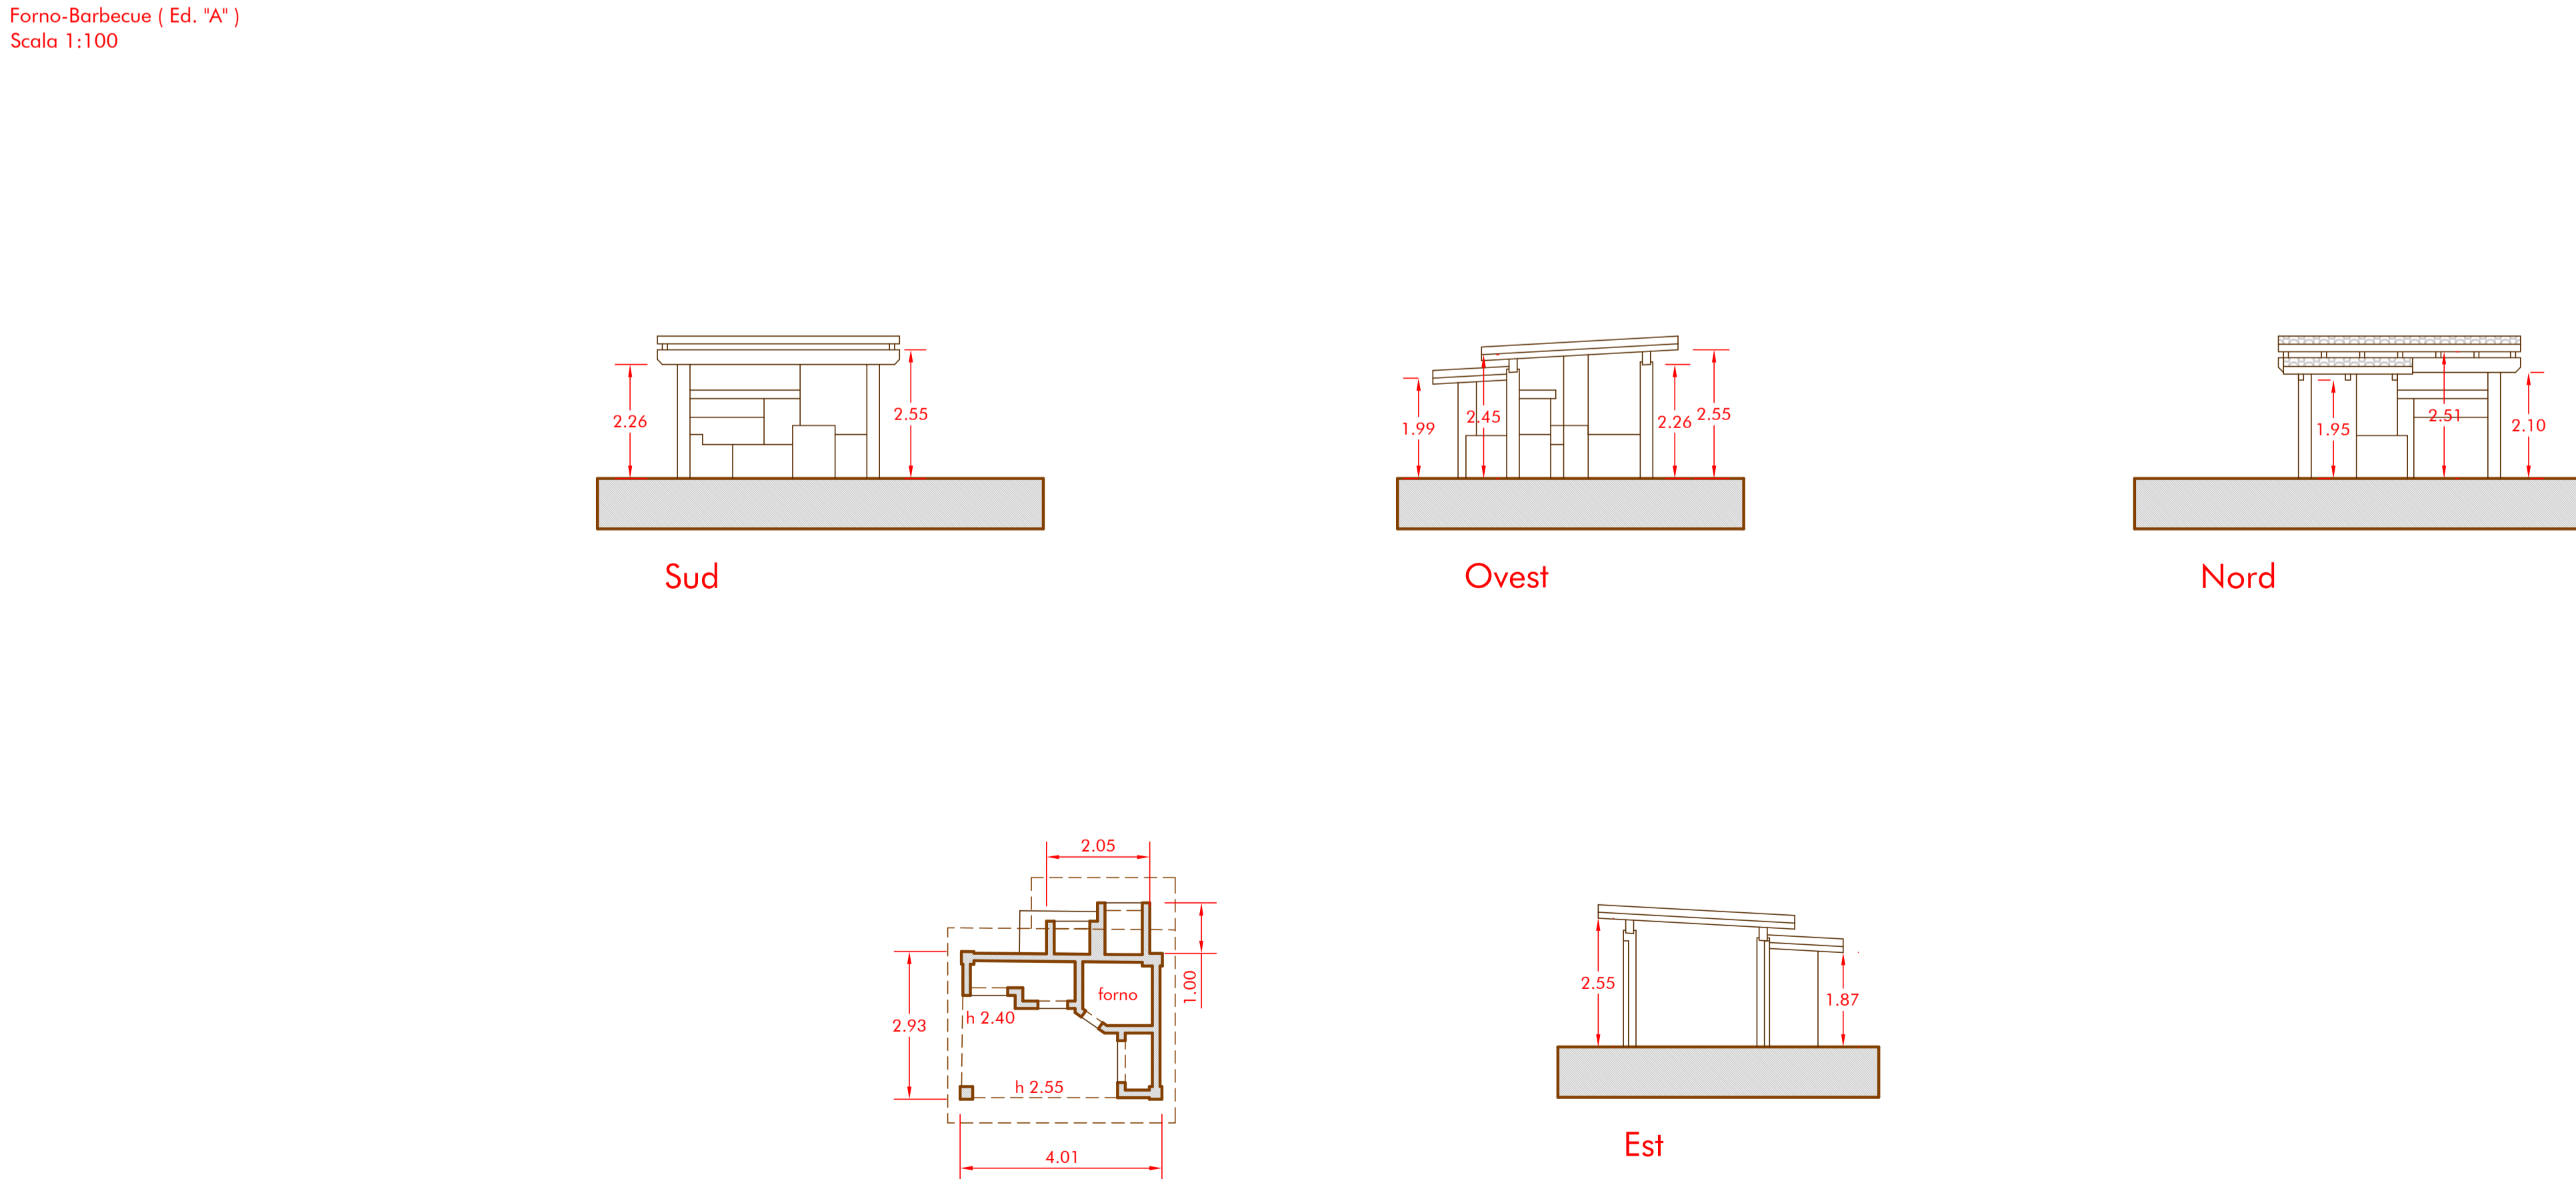 Forno-Barbecue ( Ed. "A" )
Scala 1:100
2.26
2.55
Sud
1.99
2.45
2.26
2.55
Ovest
1.95
2.51
2.10
Nord
2.05
1.00
2.93
forno
h 2.40
h 2.55
4.01
2.55
1.87
Est